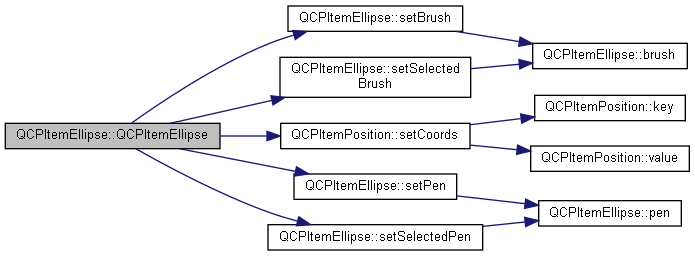 QCPItemEllipse::QCPItemEllipse
QCPItemEllipse::setBrush
QCPItemEllipse::setSelected
Brush
QCPItemPosition::setCoords
QCPItemEllipse::setPen
QCPItemEllipse::setSelectedPen
QCPItemEllipse::brush
QCPItemPosition::key
QCPItemPosition::value
QCPItemEllipse::pen